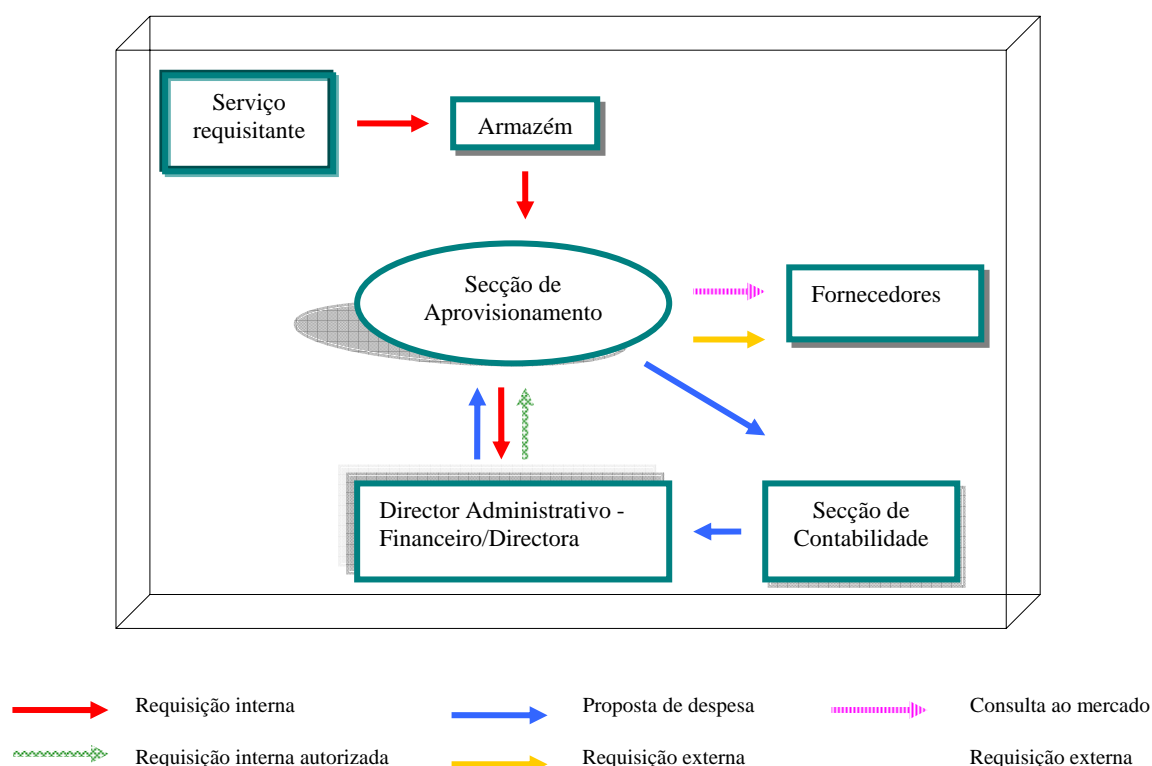 Serviço
requisitante
Armazém
Secção de
Aprovisionamento
Fornecedores
Director Administrativo -
Financeiro/Directora
Secção de
Contabilidade
Requisição interna
Proposta de despesa
Consulta ao mercado
Requisição interna autorizada
Requisição externa
Requisição externa